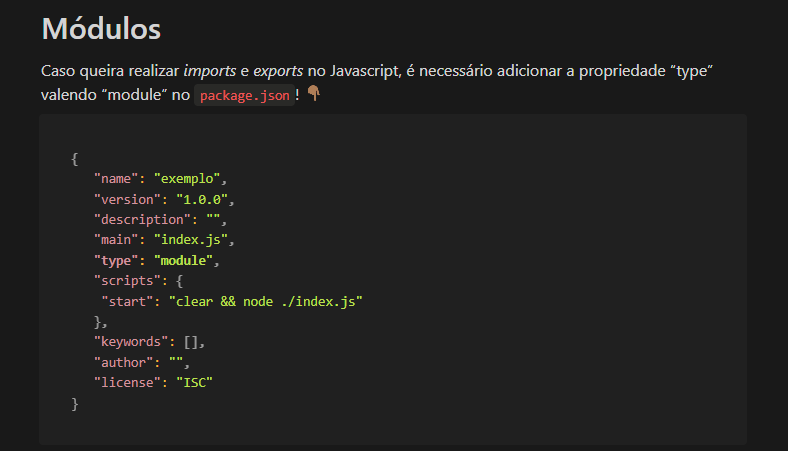 Módulos
Caso queira realizar imports e exports no Javascript, é necessário adicionar a propriedade “type”
valendo “module” no package.json! 👇🏽
{
"name": "exemplo",
"version": "1.0.0",
"description": "",
"main": "index.js",
"type": "module",
"scripts": {
"start": "clear && node ./index.js"
},
"keywords": [],
"author": "",
"license": "ISC"
}